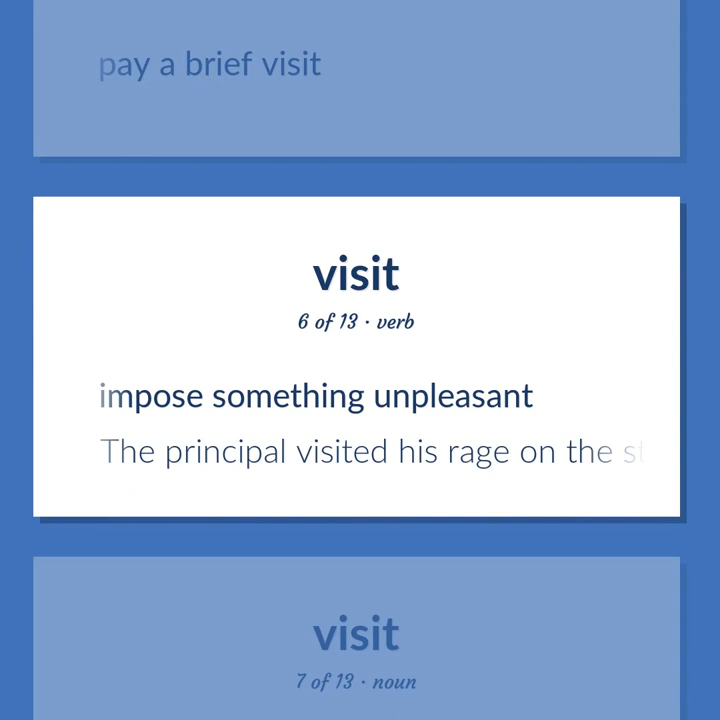 pay a brief visit
visit
6 of 13 · verb
impose something unpleasant
The principal visited his rage on the
visit
7 of 13 · noun